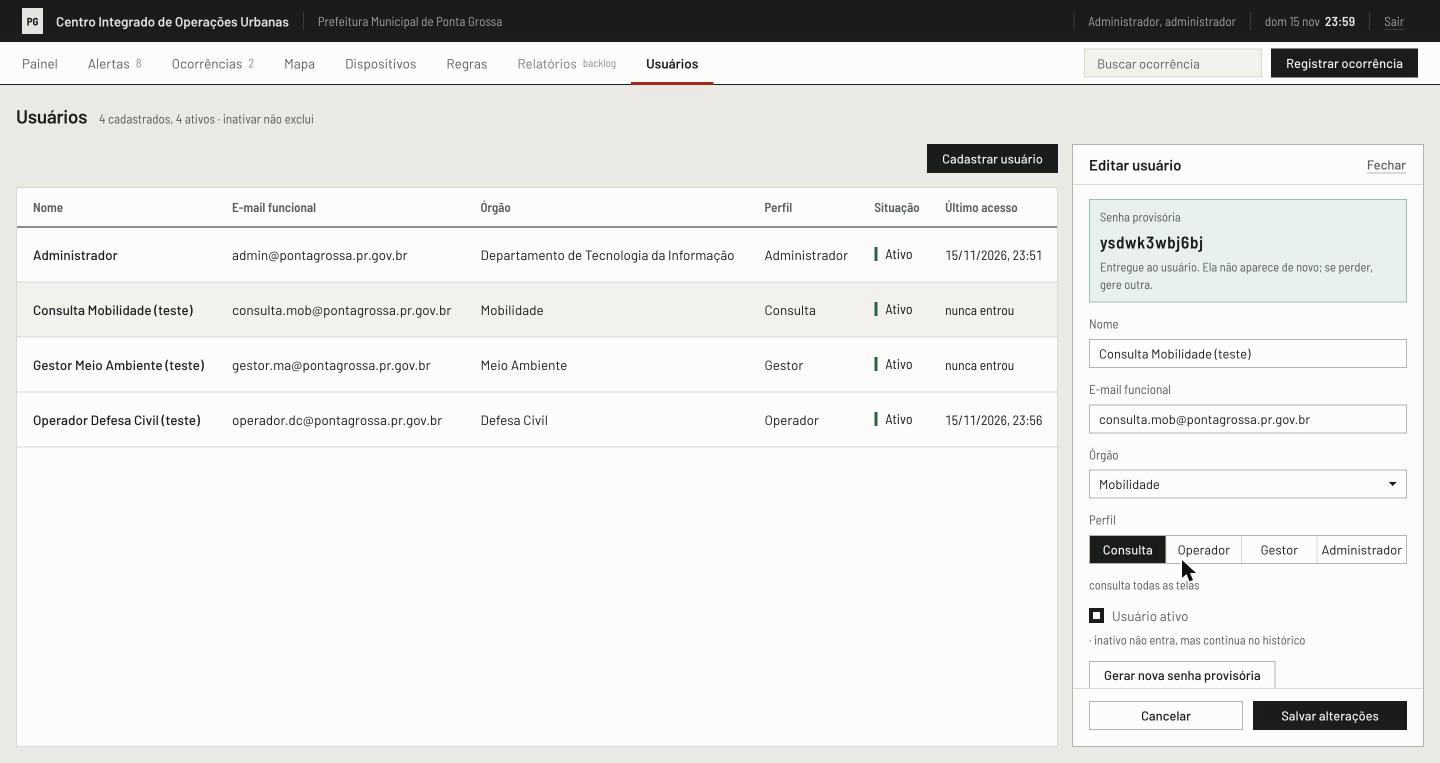 PG Centro Integrado de Operações Urbanas Prefeitura Municipal de Ponta Grossa Administrador, administrador dom 15 nov 23:59 Sair
Painel Alertas 8 Ocorrências 2 Mapa Dispositivos Regras Relatórios backlog Usuários Buscar ocorrência Registrar ocorrência
Usuários 4 cadastrados, 4 ativos · inativar não exclui
Cadastrar usuário
Nome E-mail funcional Órgão Perfil Situação Último acesso
Administrador admin@pontagrossa.pr.gov.br Departamento de Tecnologia da Informação Administrador Ativo 15/11/2026, 23:51
Consulta Mobilidade (teste) consulta.mob@pontagrossa.pr.gov.br Mobilidade Consulta Ativo nunca entrou
Gestor Meio Ambiente (teste) gestor.ma@pontagrossa.pr.gov.br Meio Ambiente Gestor Ativo nunca entrou
Operador Defesa Civil (teste) operador.dc@pontagrossa.pr.gov.br Defesa Civil Operador Ativo 15/11/2026, 23:56
Editar usuário Fechar
Senha provisória
ysdwk3wbj6bj
Entregue ao usuário. Ela não aparece de novo; se perder,
gere outra.
Nome
Consulta Mobilidade (teste)
E-mail funcional
consulta.mob@pontagrossa.pr.gov.br
Órgão
Mobilidade
Perfil
Consulta Operador Gestor Administrador
consulta todas as telas
Usuário ativo
· inativo não entra, mas continua no histórico
Gerar nova senha provisória
Cancelar Salvar alterações